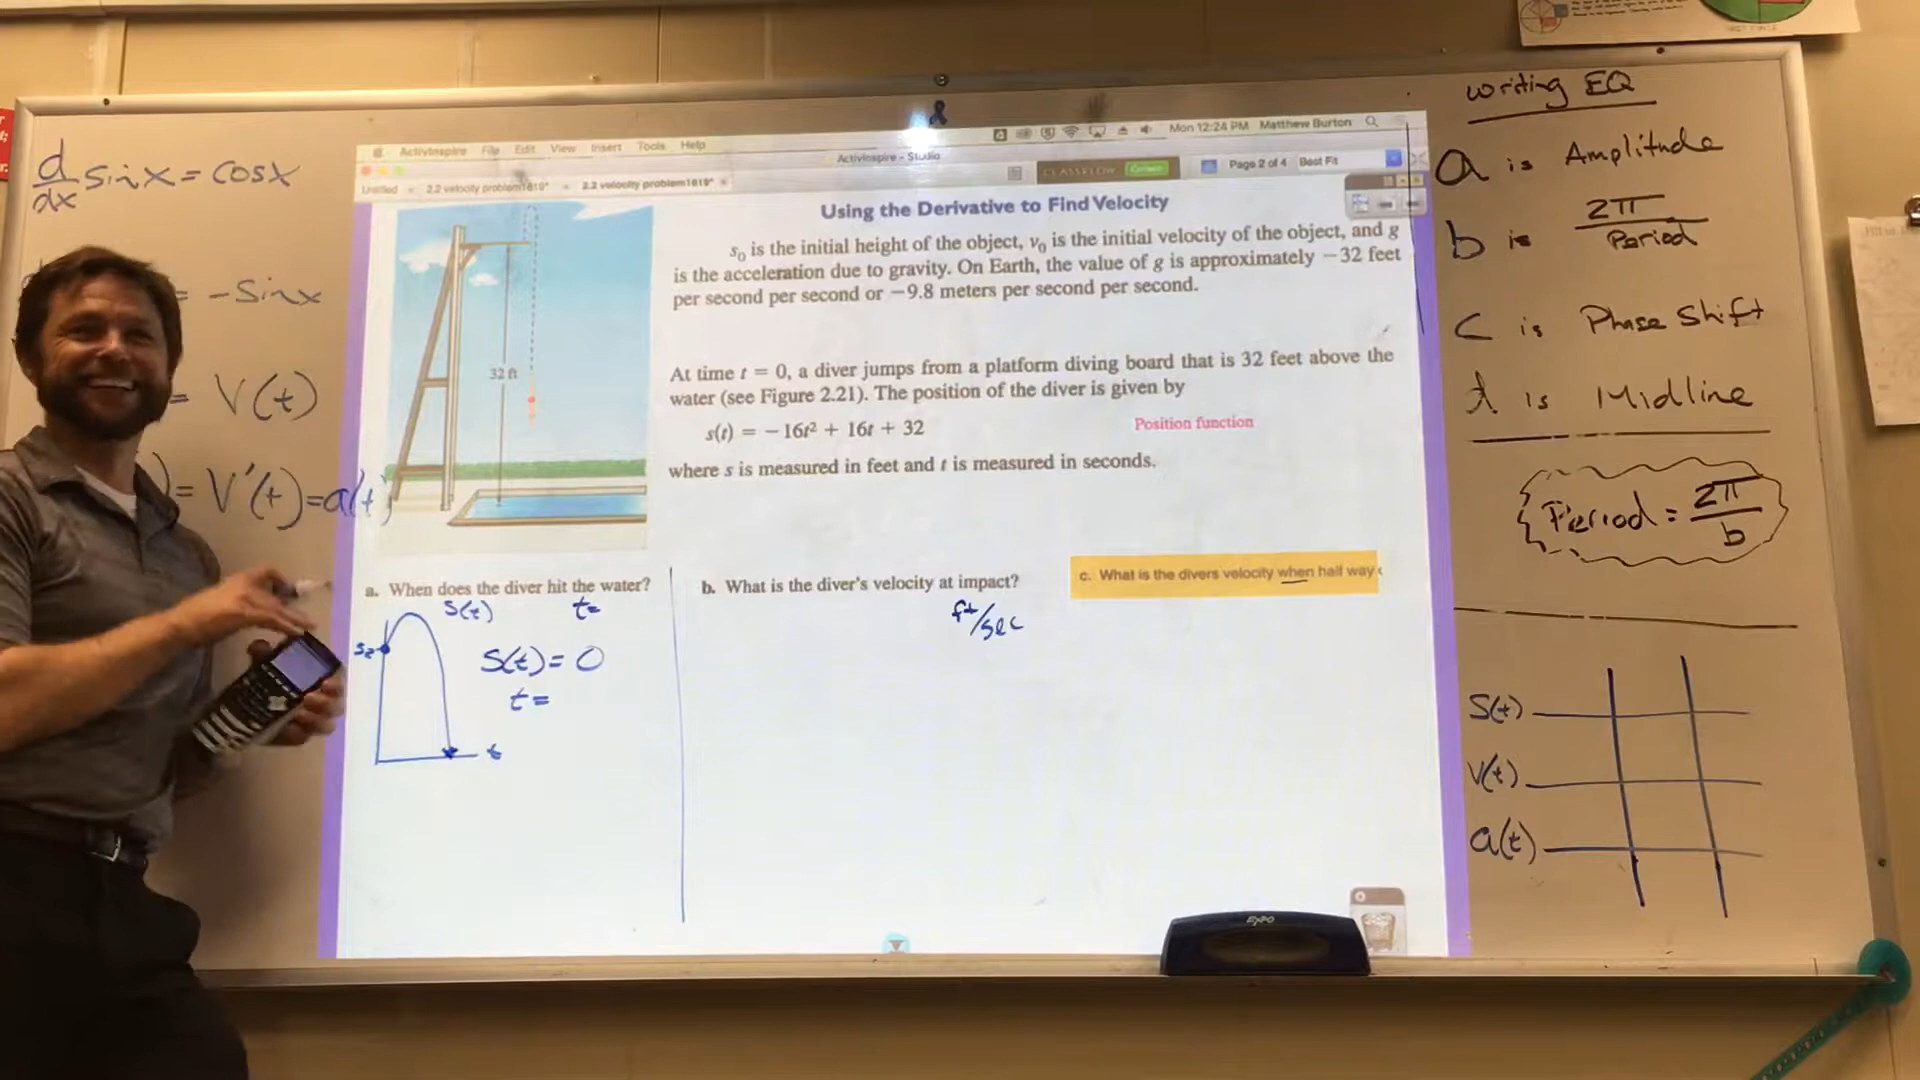 d/dx sinx = cosx
= -sinx
= V(t)
)= V'(t)=a(t)
ActivInspire File Edit View Insert Tools Help
Mon 12:24 PM Matthew Burton
ActivInspire - Studio
CLASSFLOW Connect
Page 2 of 4 Best Fit
Untitled
2.2 velocity problem1819*
2.2 velocity problem1819*
Using the Derivative to Find Velocity
s₀ is the initial height of the object, v₀ is the initial velocity of the object, and g
is the acceleration due to gravity. On Earth, the value of g is approximately −32 feet
per second per second or −9.8 meters per second per second.
32 ft
At time t = 0, a diver jumps from a platform diving board that is 32 feet above the
water (see Figure 2.21). The position of the diver is given by
s(t) = −16t² + 16t + 32
Position function
where s is measured in feet and t is measured in seconds.
a. When does the diver hit the water?
S(t)
t=
S(t)= 0
t=
t
b. What is the diver's velocity at impact?
ft/sec
c. What is the divers velocity when half way
EXPO
writing EQ
a is Amplitude
b is 2π/Period
c is Phase Shift
d is Midline
Period = 2π/b
S(t)
V(t)
a(t)